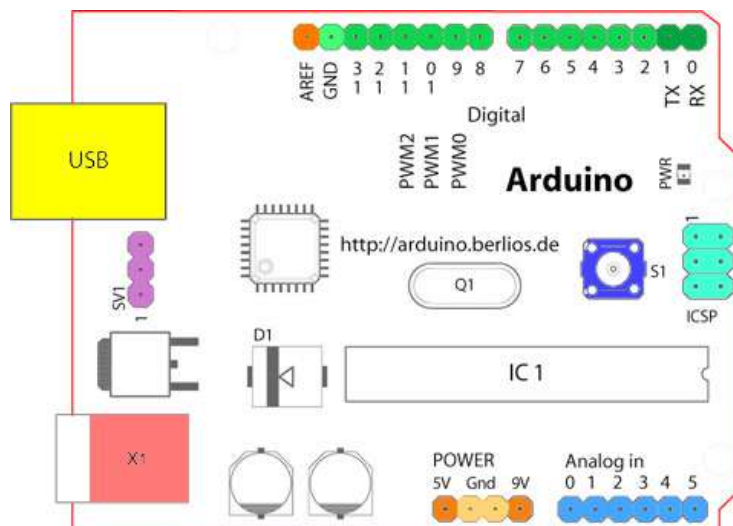 AREF GND 13 12 11 10 9 8 7 6 5 4 3 2 1 0
TX RX
Digital
PWM2 PWM1 PWM0
USB
Arduino
PWR
1
http://arduino.berlios.de
SV1
1
Q1
S1
ICSP
D1
IC 1
X1
POWER
5V Gnd 9V
Analog in
0 1 2 3 4 5